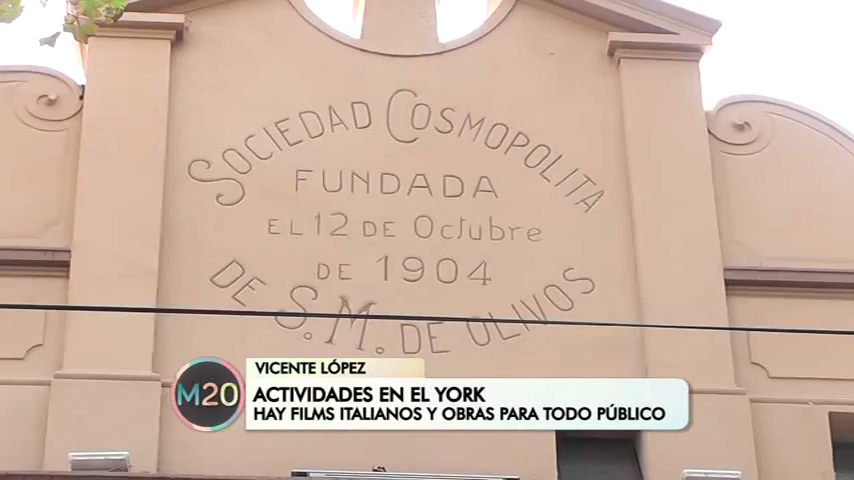 SOCIEDAD COSMOPOLITA
FUNDADA
EL 12 DE Octubre
DE 1904
DE S.M. DE OLIVOS
M20
VICENTE LÓPEZ
ACTIVIDADES EN EL YORK
HAY FILMS ITALIANOS Y OBRAS PARA TODO PÚBLICO